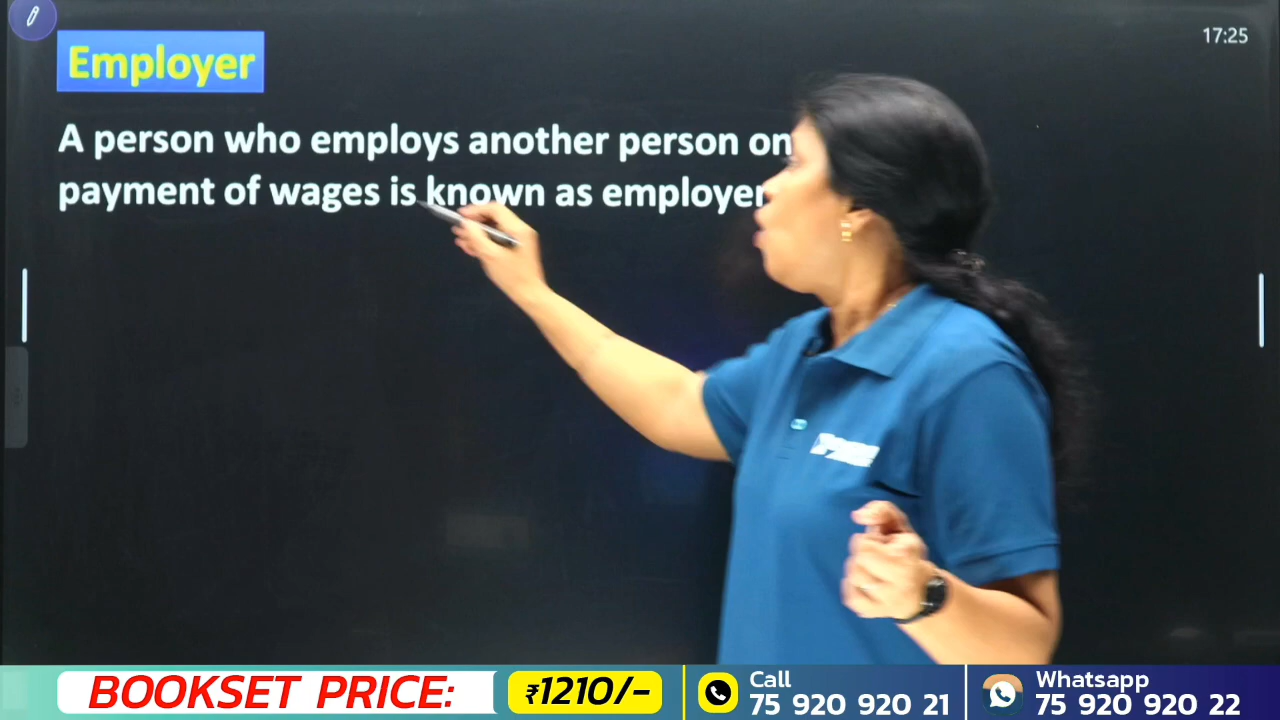 17:25
Employer
A person who employs another person on
payment of wages is known as employer
BOOKSET PRICE:
₹1210/-
Call
75 920 920 21
Whatsapp
75 920 920 22